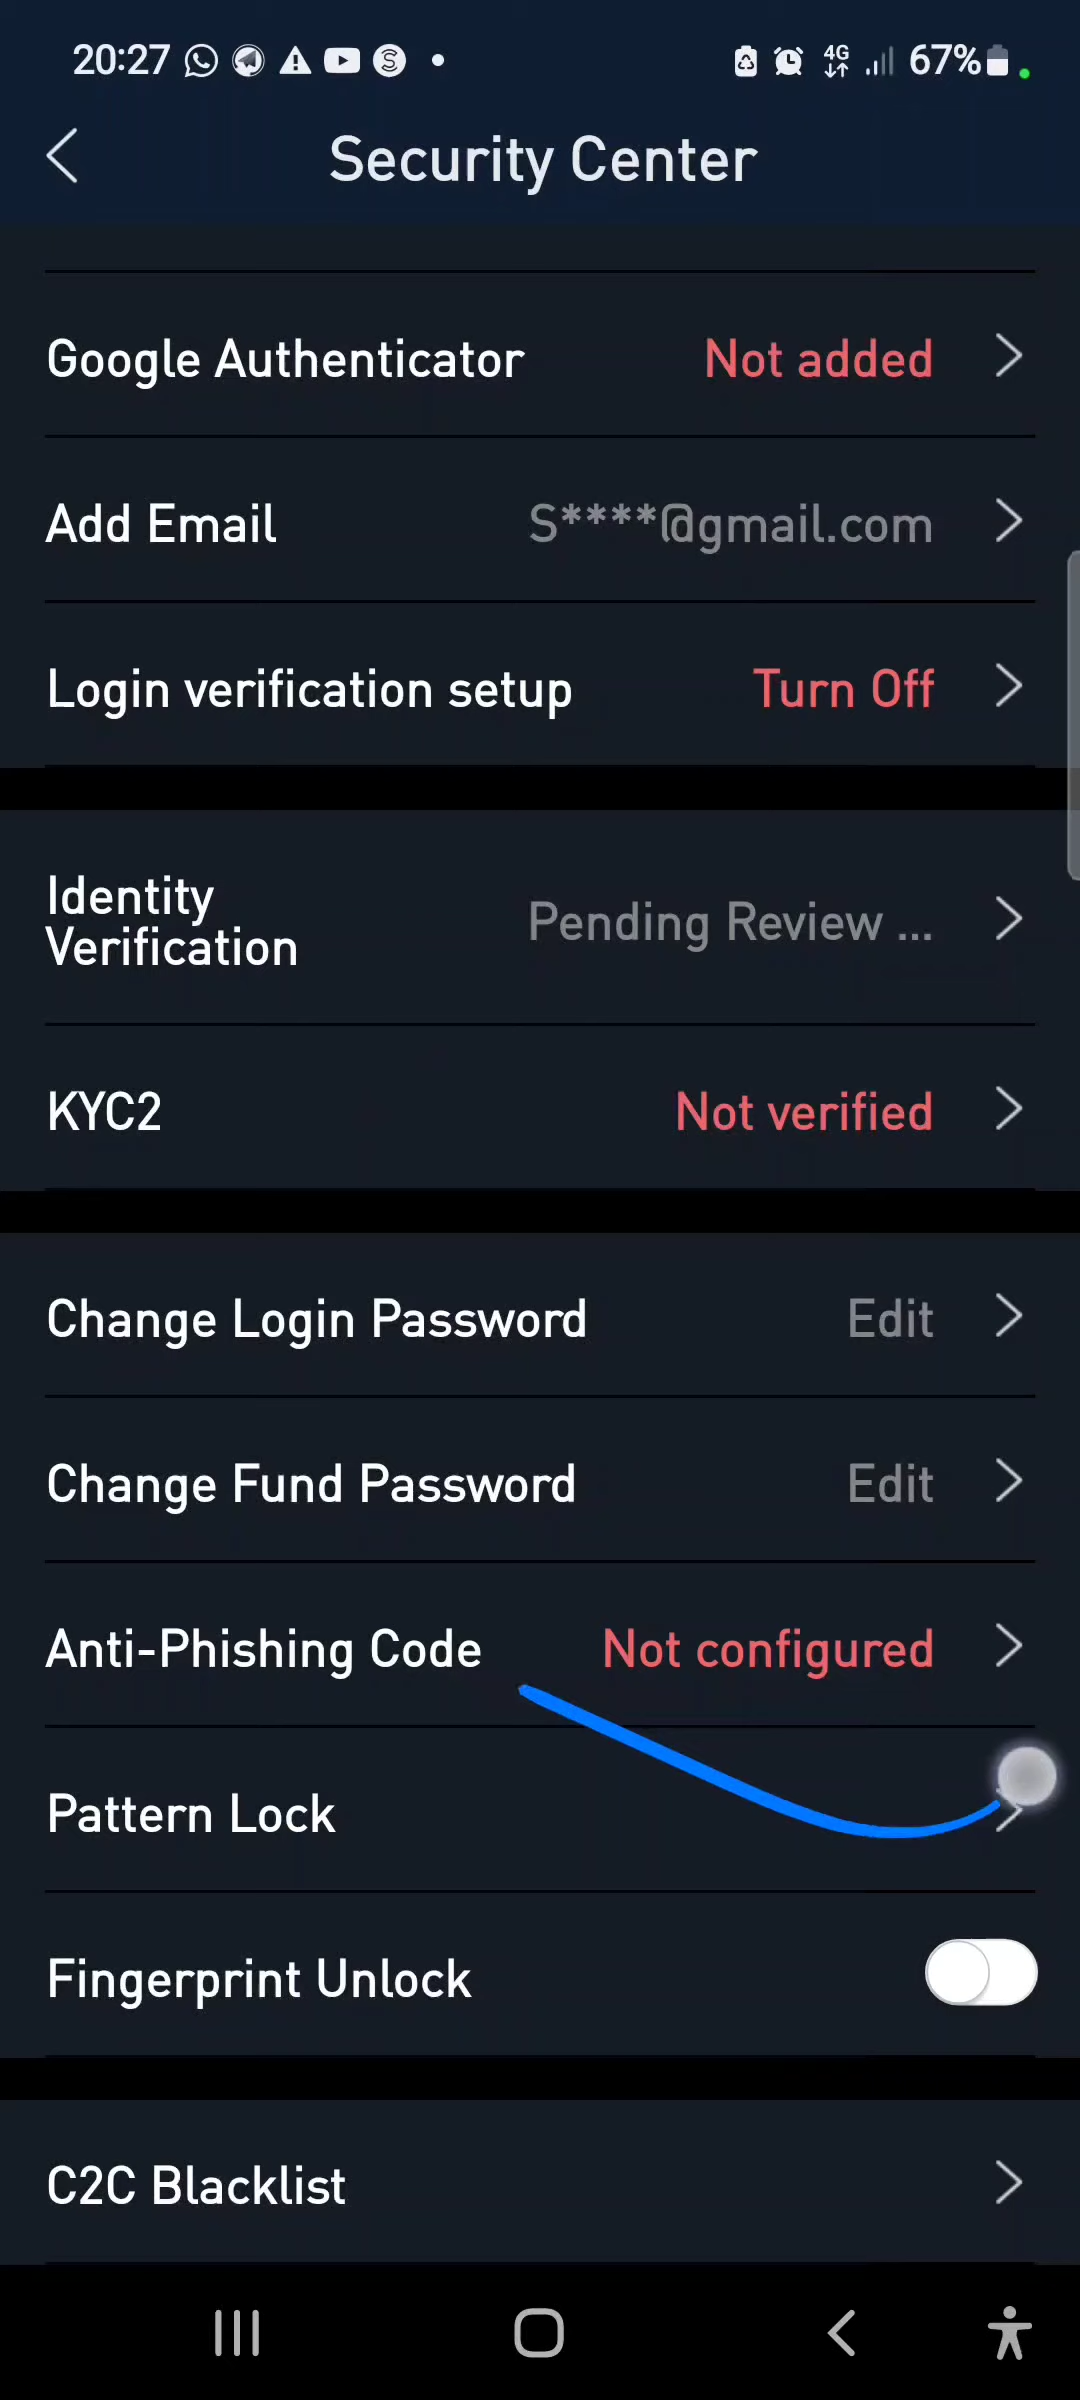 20:27 4G 67%
Security Center
Google Authenticator Not added
Add Email S****@gmail.com
Login verification setup Turn Off
Identity
Verification Pending Review ...
KYC2 Not verified
Change Login Password Edit
Change Fund Password Edit
Anti-Phishing Code Not configured
Pattern Lock
Fingerprint Unlock
C2C Blacklist